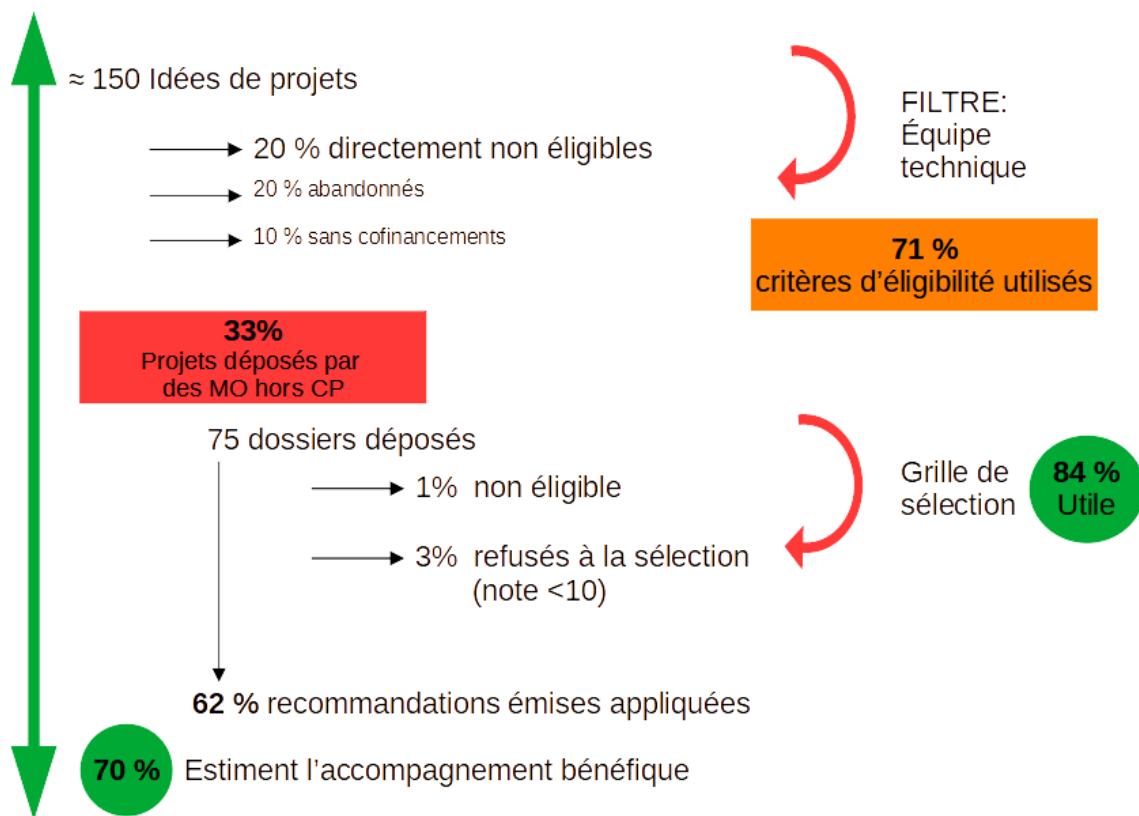 ≈ 150 Idées de projets
20 % directement non éligibles
20 % abandonnés
10 % sans cofinancements
FILTRE:
Équipe
technique
71 %
critères d'éligibilité utilisés
33%
Projets déposés par
des MO hors CP
75 dossiers déposés
1% non éligible
3% refusés à la sélection
(note <10)
Grille de
sélection
84 %
Utile
62 % recommandations émises appliquées
70 %
Estiment l'accompagnement bénéfique